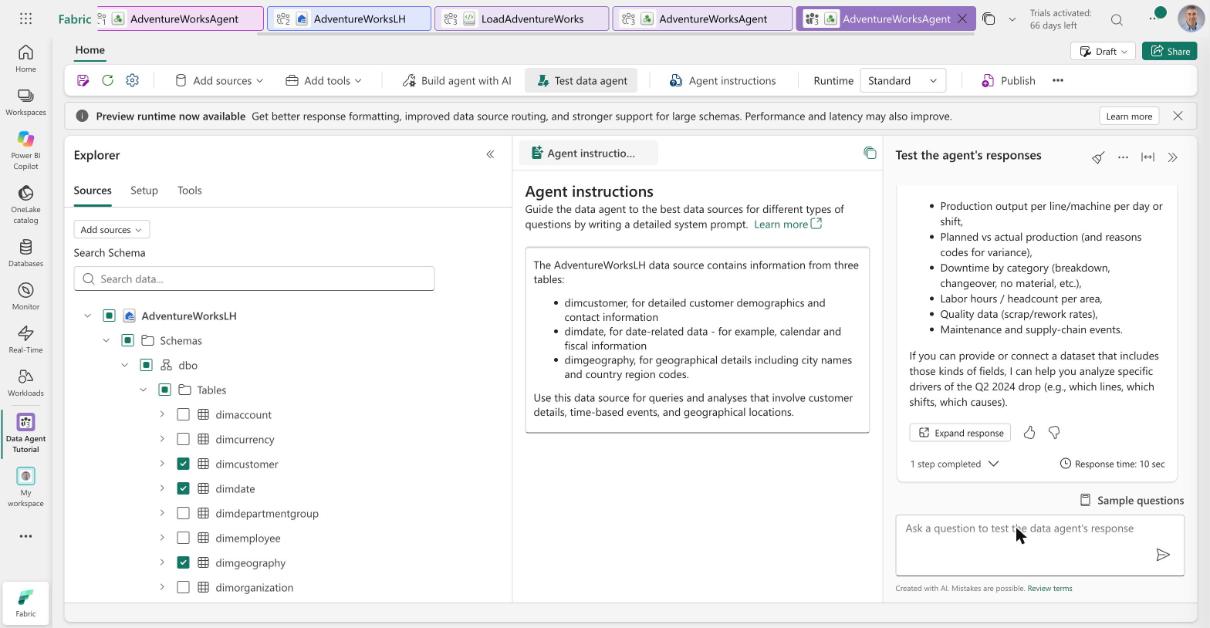 Fabric
AdventureWorksAgent
AdventureWorksLH
LoadAdventureWorks
AdventureWorksAgent
AdventureWorksAgent
Trials activated:
66 days left
Home
Draft
Share
Add sources
Add tools
Build agent with AI
Test data agent
Agent instructions
Runtime
Standard
Publish
Preview runtime now available Get better response formatting, improved data source routing, and stronger support for large schemas. Performance and latency may also improve.
Learn more
Home
Workspaces
Power BI
Copilot
OneLake
catalog
Databases
Monitor
Real-Time
Workloads
Data Agent
Tutorial
My
workspace
Fabric
Explorer
Sources
Setup
Tools
Add sources
Search Schema
Search data...
AdventureWorksLH
Schemas
dbo
Tables
dimaccount
dimcurrency
dimcustomer
dimdate
dimdepartmentgroup
dimemployee
dimgeography
dimorganization
Agent instructio...
Agent instructions
Guide the data agent to the best data sources for different types of
questions by writing a detailed system prompt. Learn more
The AdventureWorksLH data source contains information from three
tables:
• dimcustomer, for detailed customer demographics and
contact information
• dimdate, for date-related data - for example, calendar and
fiscal information
• dimgeography, for geographical details including city names
and country region codes.
Use this data source for queries and analyses that involve customer
details, time-based events, and geographical locations.
Test the agent's responses
• Production output per line/machine per day or
shift,
• Planned vs actual production (and reasons
codes for variance),
• Downtime by category (breakdown,
changeover, no material, etc.),
• Labor hours / headcount per area,
• Quality data (scrap/rework rates),
• Maintenance and supply-chain events.
If you can provide or connect a dataset that includes
those kinds of fields, I can help you analyze specific
drivers of the Q2 2024 drop (e.g., which lines, which
shifts, which causes).
Expand response
1 step completed
Response time: 10 sec
Sample questions
Ask a question to test the data agent's response
Created with AI. Mistakes are possible. Review terms